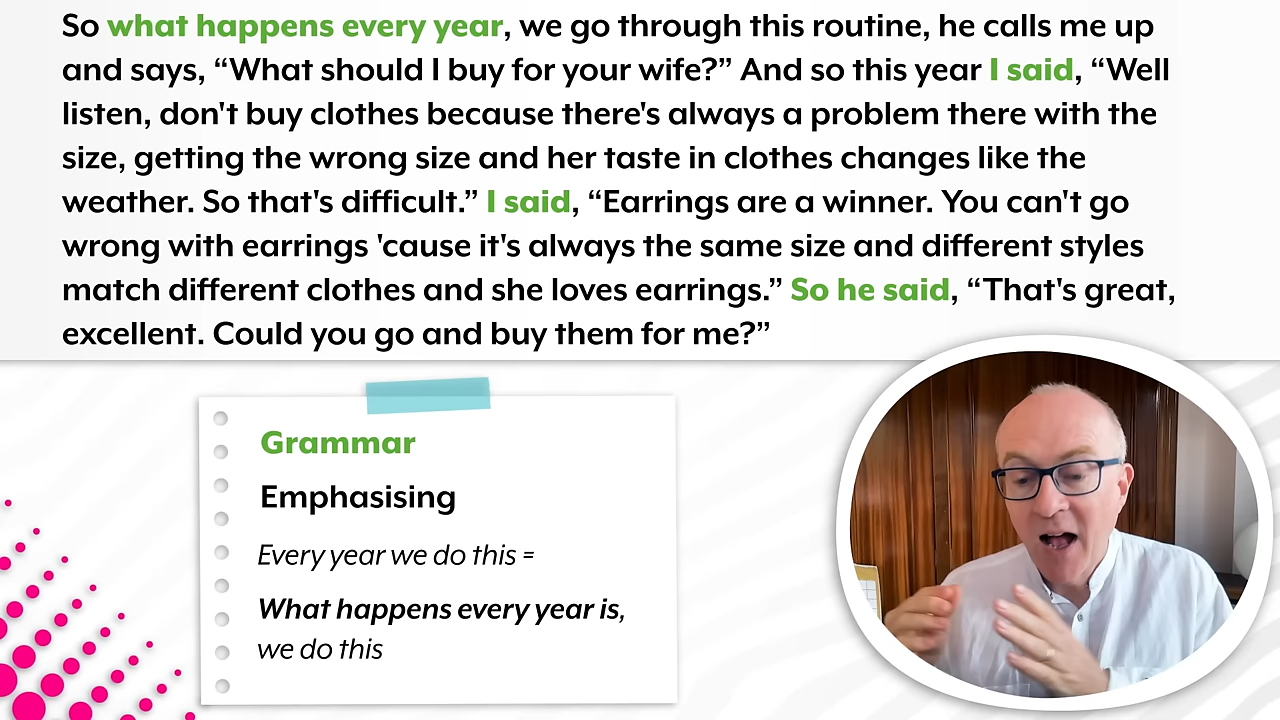 So what happens every year, we go through this routine, he calls me up
and says, “What should I buy for your wife?” And so this year I said, “Well
listen, don't buy clothes because there's always a problem there with the
size, getting the wrong size and her taste in clothes changes like the
weather. So that's difficult.” I said, “Earrings are a winner. You can't go
wrong with earrings 'cause it's always the same size and different styles
match different clothes and she loves earrings.” So he said, “That's great,
excellent. Could you go and buy them for me?”
Grammar
Emphasising
Every year we do this =
What happens every year is,
we do this